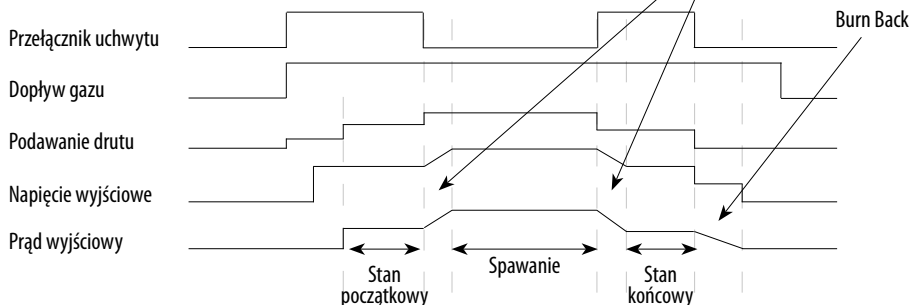 Burn Back
Przełącznik uchwytu
Dopływ gazu
Podawanie drutu
Napięcie wyjściowe
Prąd wyjściowy
Stan
początkowy
Spawanie
Stan
końcowy